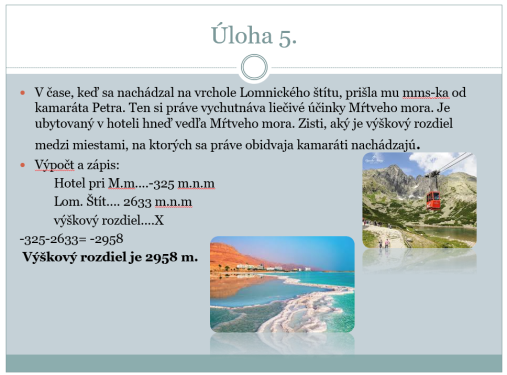 Úloha 5.
V čase, keď sa nachádzal na vrchole Lomnického štítu, prišla mu mms-ka od
kamaráta Petra. Ten si práve vychutnáva liečivé účinky Mŕtveho mora. Je
ubytovaný v hoteli hneď vedľa Mŕtveho mora. Zisti, aký je výškový rozdiel
medzi miestami, na ktorých sa práve obidvaja kamaráti nachádzajú.
Výpočt a zápis:
Hotel pri M.m....-325 m.n.m
Lom. Štít.... 2633 m.n.m
výškový rozdiel....X
-325-2633= -2958
Výškový rozdiel je 2958 m.